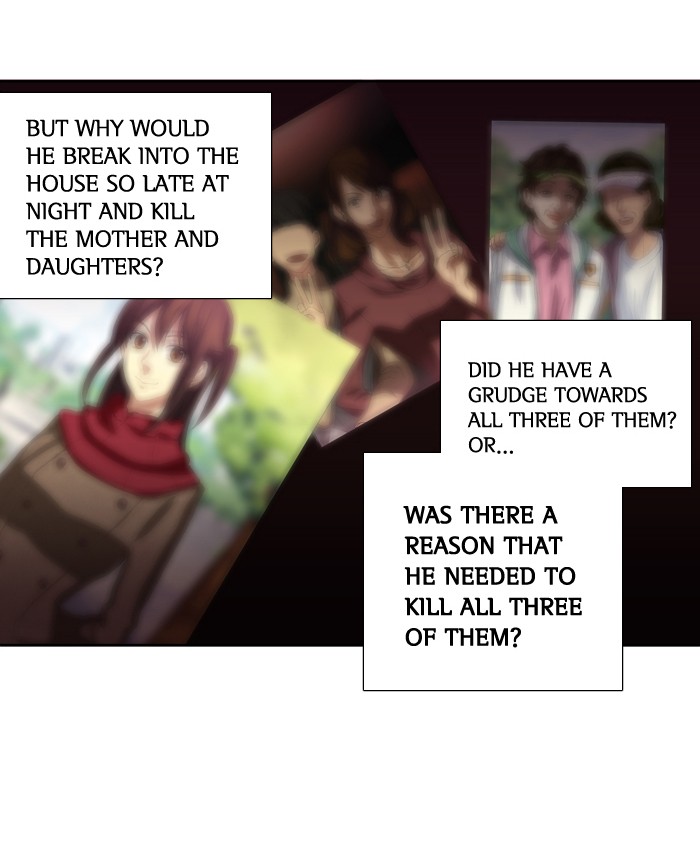 BUT WHY WOULD
HE BREAK INTO THE
HOUSE SO LATE AT
NIGHT AND KILL
THE MOTHER AND
DAUGHTERS?
DID HE HAVE A
GRUDGE TOWARDS
ALL THREE OF THEM?
OR...
WAS THERE A
REASON THAT
HE NEEDED TO
KILL ALL THREE
OF THEM?